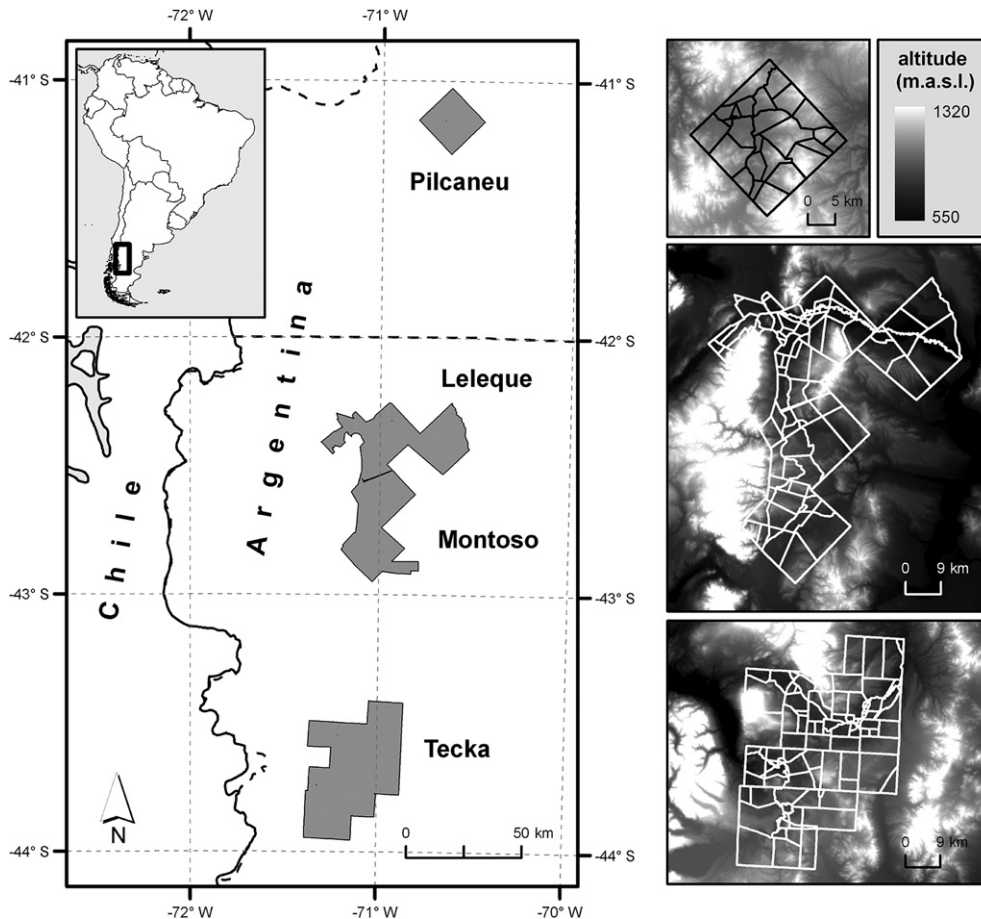 -72° W
-71° W
-41° S
-41° S
Pilcaneu
-42° S
-42° S
Leleque
Argentina
Montoso
Chile
-43° S
-43° S
Tecka
N
0 50 km
-44° S
-44° S
-72° W
-71° W
-70° W
altitude
(m.a.s.l.)
1320
550
0 5 km
0 9 km
0 9 km